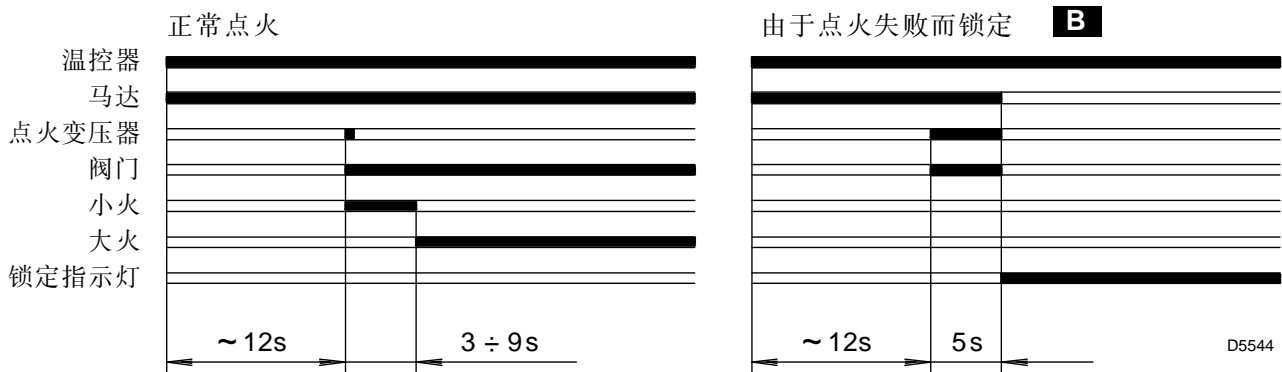 正常点火
由于点火失败而锁定 B
温控器
马达
点火变压器
阀门
小火
大火
锁定指示灯
~ 12s 3 ÷ 9s ~ 12s 5s
D5544